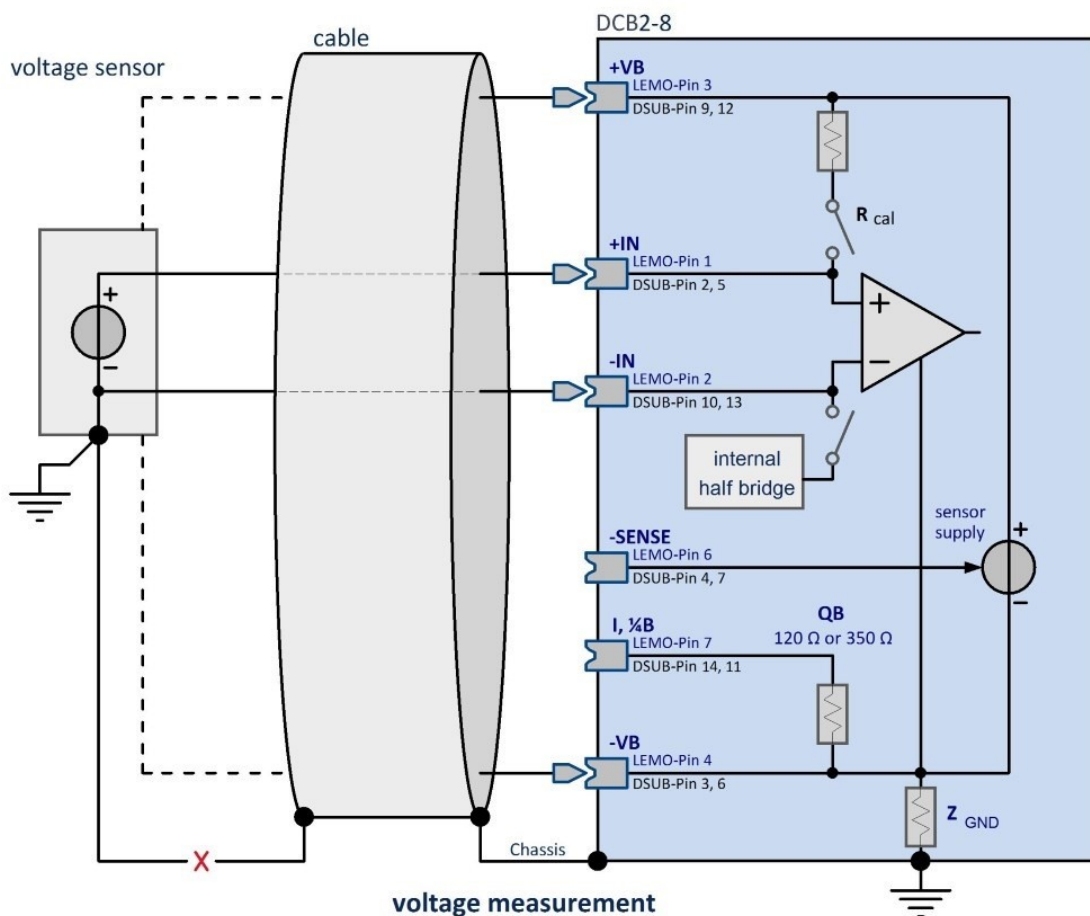 DCB2-8
cable
voltage sensor
+VB
LEMO-Pin 3
DSUB-Pin 9, 12
R cal
+IN
LEMO-Pin 1
DSUB-Pin 2, 5
+
−
+
−
-IN
LEMO-Pin 2
DSUB-Pin 10, 13
internal
half bridge
-SENSE
LEMO-Pin 6
DSUB-Pin 4, 7
sensor
supply
+
−
I, ¼B
LEMO-Pin 7
DSUB-Pin 14, 11
QB
120 Ω or 350 Ω
-VB
LEMO-Pin 4
DSUB-Pin 3, 6
Z GND
X
Chassis
voltage measurement